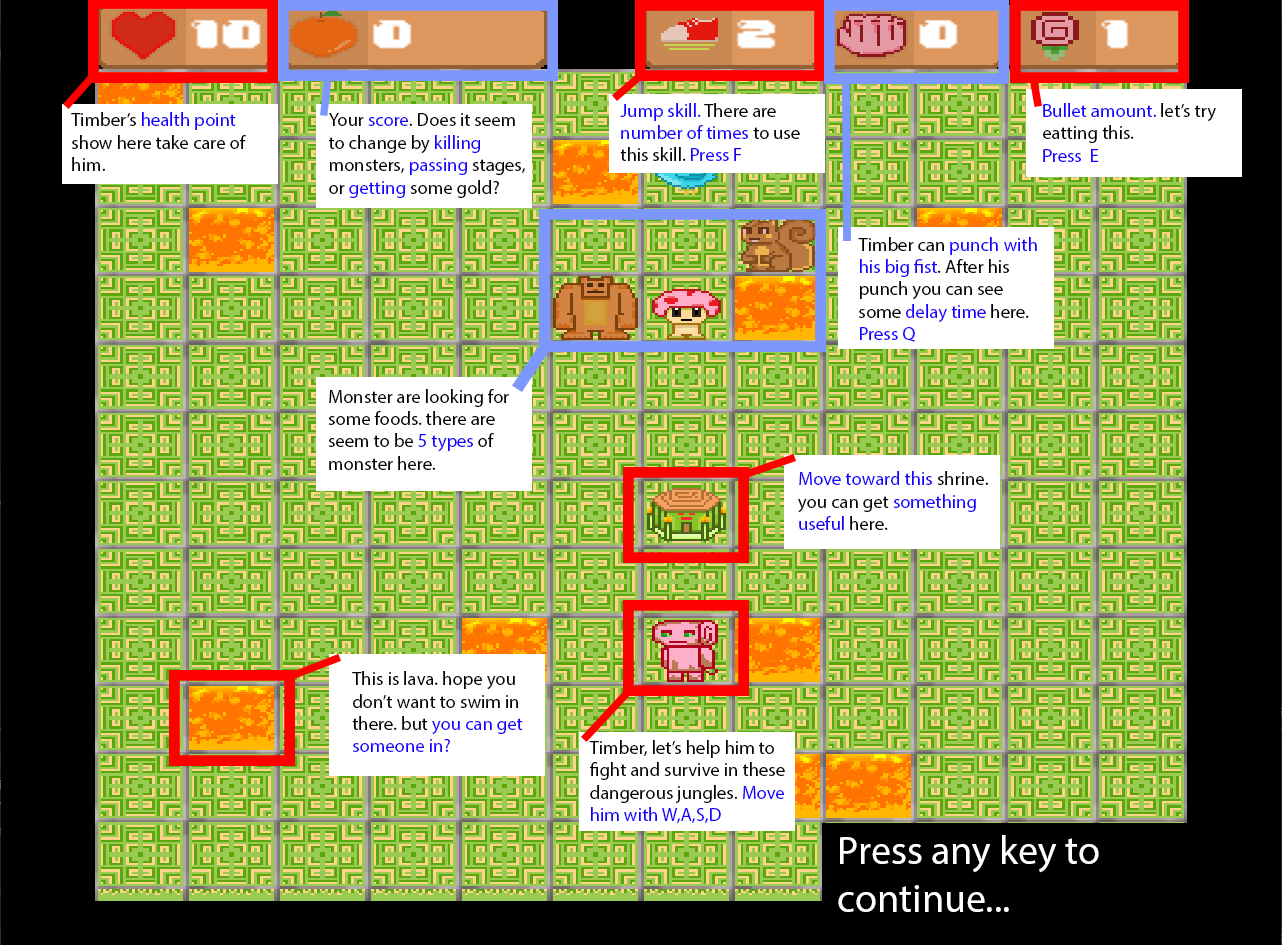 10
0
2
0
1
Timber's health point
show here take care of
him.
Your score. Does it seem
to change by killing
monsters, passing stages,
or getting some gold?
Jump skill. There are
number of times to use
this skill. Press F
Bullet amount. let's try
eatting this.
Press E
Timber can punch with
his big fist. After his
punch you can see
some delay time here.
Press Q
Monster are looking for
some foods. there are
seem to be 5 types of
monster here.
Move toward this shrine.
you can get something
useful here.
This is lava. hope you
don't want to swim in
there. but you can get
someone in?
Timber, let's help him to
fight and survive in these
dangerous jungles. Move
him with W,A,S,D
Press any key to
continue...